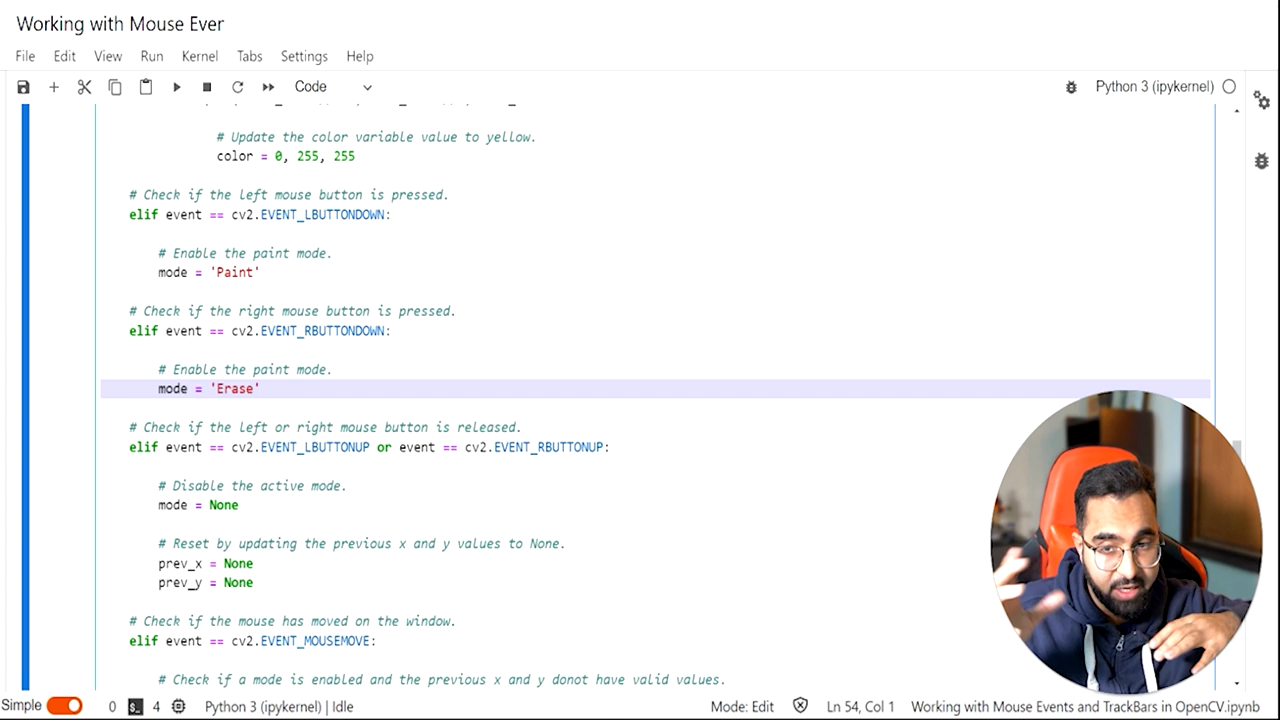 Working with Mouse Ever
File Edit View Run Kernel Tabs Settings Help
Code Python 3 (ipykernel)
# Update the color variable value to yellow.
color = 0, 255, 255
# Check if the left mouse button is pressed.
elif event == cv2.EVENT_LBUTTONDOWN:
# Enable the paint mode.
mode = 'Paint'
# Check if the right mouse button is pressed.
elif event == cv2.EVENT_RBUTTONDOWN:
# Enable the paint mode.
mode = 'Erase'
# Check if the left or right mouse button is released.
elif event == cv2.EVENT_LBUTTONUP or event == cv2.EVENT_RBUTTONUP:
# Disable the active mode.
mode = None
# Reset by updating the previous x and y values to None.
prev_x = None
prev_y = None
# Check if the mouse has moved on the window.
elif event == cv2.EVENT_MOUSEMOVE:
# Check if a mode is enabled and the previous x and y donot have valid values.
Simple 0 4 Python 3 (ipykernel) | Idle Mode: Edit Ln 54, Col 1 Working with Mouse Events and TrackBars in OpenCV.ipynb